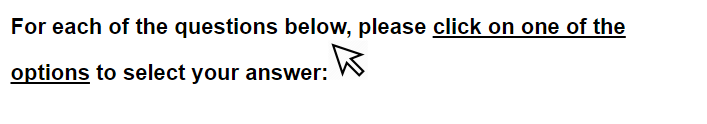 For each of the questions below, please click on one of the
options to select your answer: